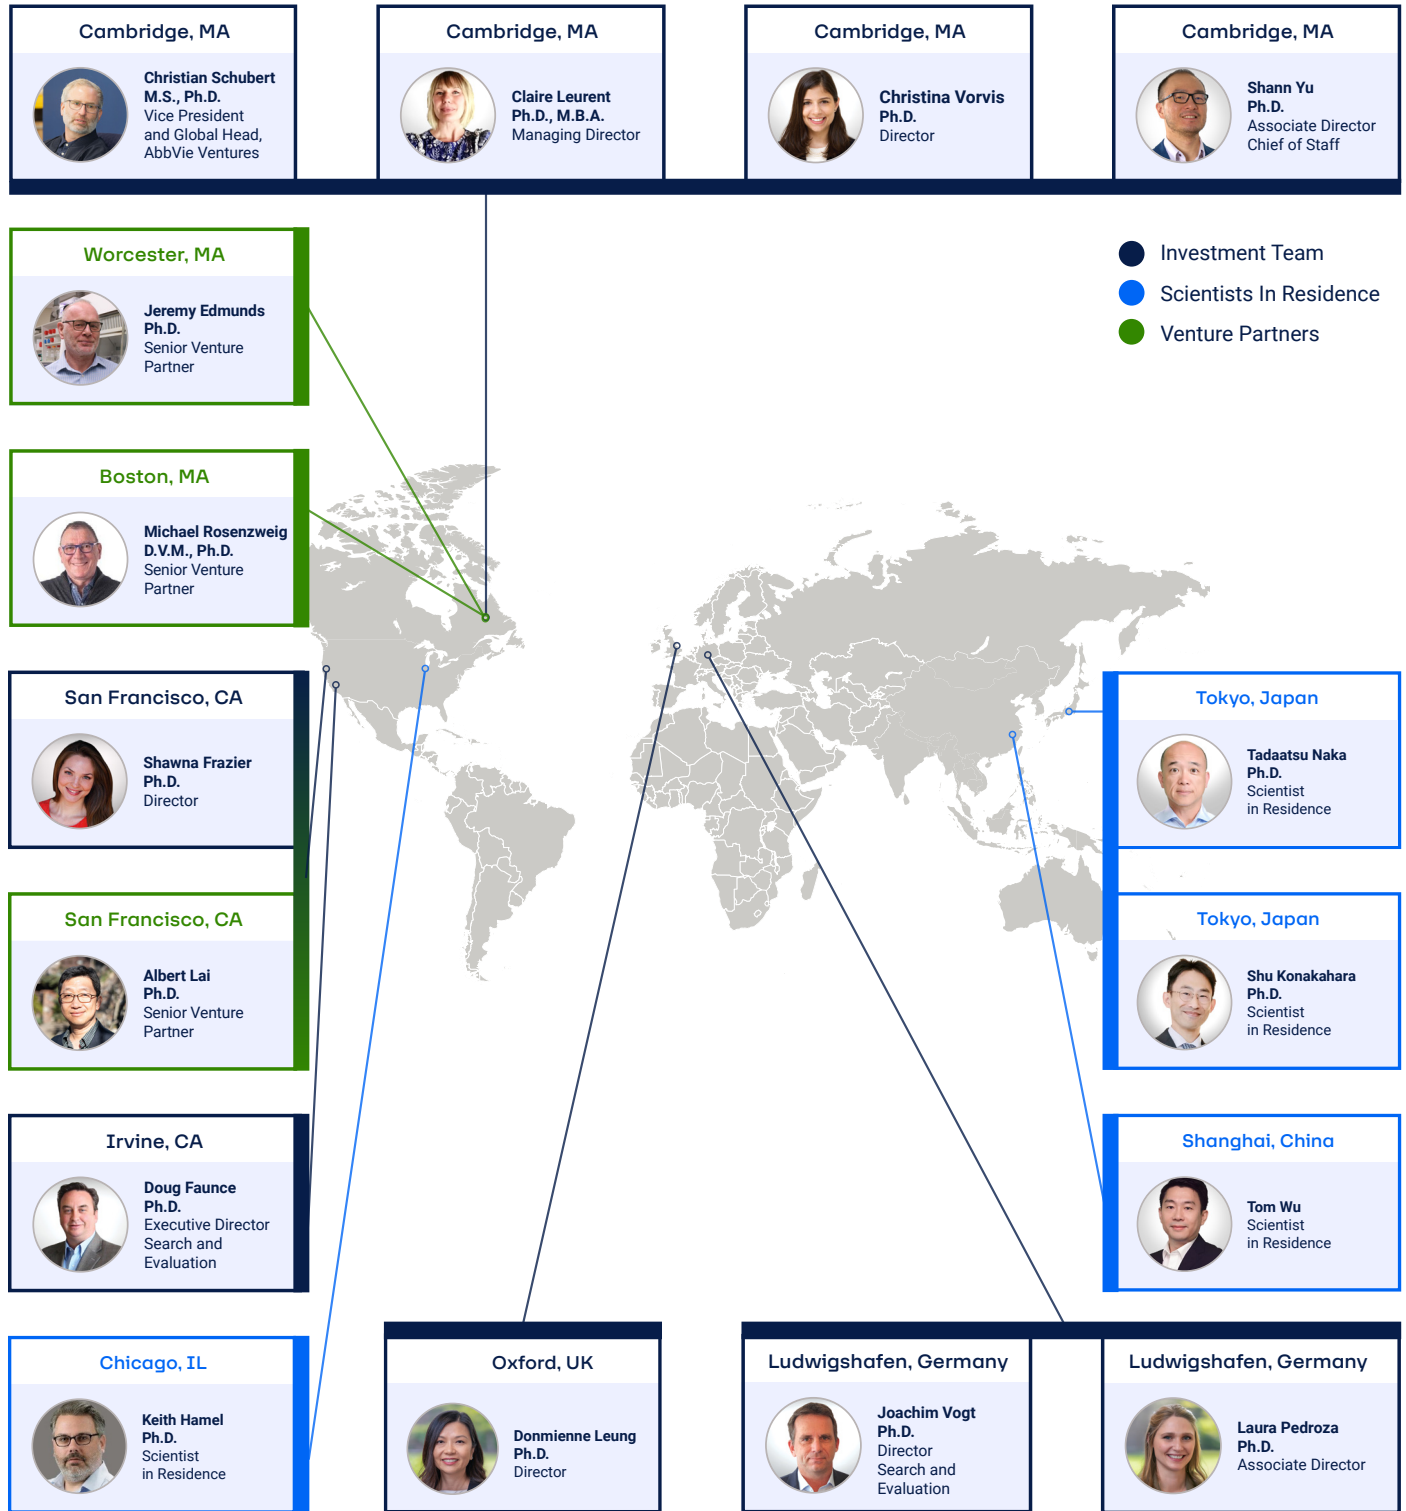 Cambridge, MA
Christian Schubert
M.S., Ph.D.
Vice President
and Global Head,
AbbVie Ventures
Cambridge, MA
Claire Leurent
Ph.D., M.B.A.
Managing Director
Cambridge, MA
Christina Vorvis
Ph.D.
Director
Cambridge, MA
Shann Yu
Ph.D.
Associate Director
Chief of Staff
Investment Team
Scientists In Residence
Venture Partners
Worcester, MA
Jeremy Edmunds
Ph.D.
Senior Venture
Partner
Boston, MA
Michael Rosenzweig
D.V.M., Ph.D.
Senior Venture
Partner
San Francisco, CA
Shawna Frazier
Ph.D.
Director
San Francisco, CA
Albert Lai
Ph.D.
Senior Venture
Partner
Irvine, CA
Doug Faunce
Ph.D.
Executive Director
Search and
Evaluation
Chicago, IL
Keith Hamel
Ph.D.
Scientist
in Residence
Oxford, UK
Donmienne Leung
Ph.D.
Director
Ludwigshafen, Germany
Joachim Vogt
Ph.D.
Director
Search and
Evaluation
Ludwigshafen, Germany
Laura Pedroza
Ph.D.
Associate Director
Tokyo, Japan
Tadaatsu Naka
Ph.D.
Scientist
in Residence
Tokyo, Japan
Shu Konakahara
Ph.D.
Scientist
in Residence
Shanghai, China
Tom Wu
Scientist
in Residence